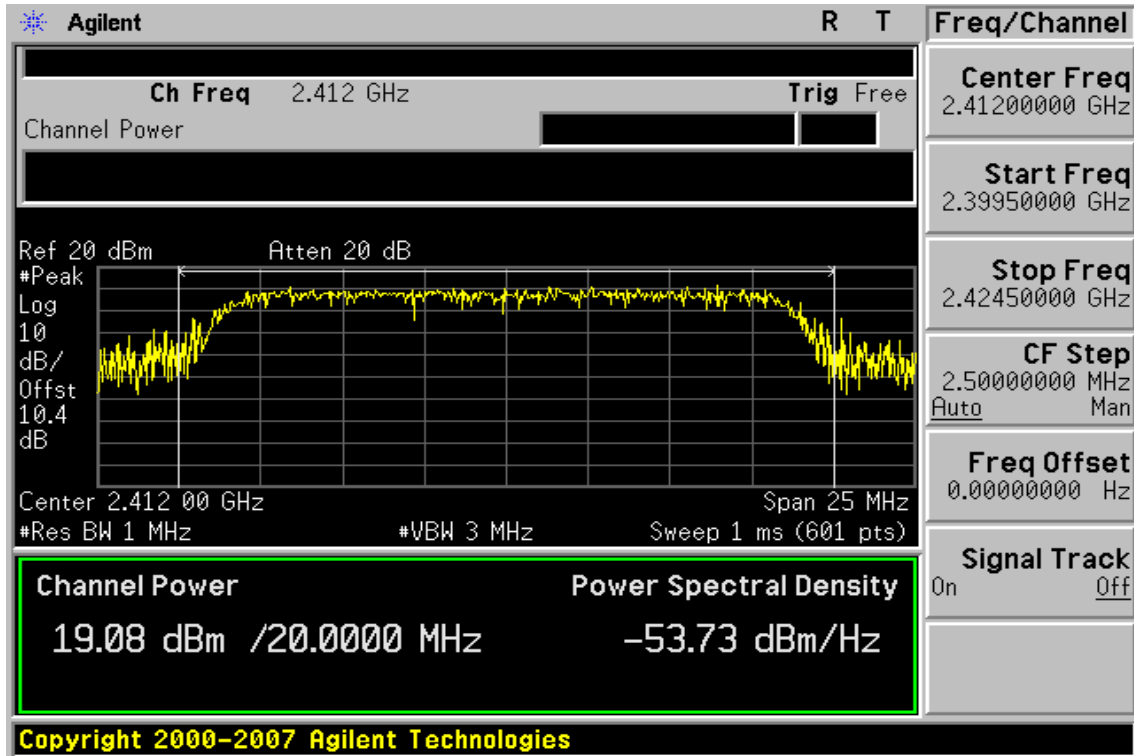 Agilent R T
Ch Freq 2.412 GHz Trig Free
Channel Power
Ref 20 dBm Atten 20 dB
#Peak
Log
10
dB/
Offst
10.4
dB
Center 2.412 00 GHz Span 25 MHz
#Res BW 1 MHz #VBW 3 MHz Sweep 1 ms (601 pts)
Channel Power Power Spectral Density
19.08 dBm /20.0000 MHz -53.73 dBm/Hz
Copyright 2000-2007 Agilent Technologies
Freq/Channel
Center Freq
2.41200000 GHz
Start Freq
2.39950000 GHz
Stop Freq
2.42450000 GHz
CF Step
2.50000000 MHz
Auto Man
Freq Offset
0.00000000 Hz
Signal Track
On Off